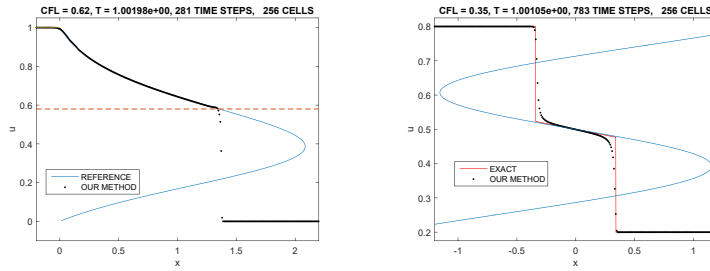 CFL = 0.62, T = 1.00198e+00, 281 TIME STEPS, 256 CELLS
1
0.8
0.6
0.4
0.2
0
u
REFERENCE
OUR METHOD
0
0.5
1
1.5
2
x
CFL = 0.35, T = 1.00105e+00, 783 TIME STEPS, 256 CELLS
0.8
0.7
0.6
0.5
0.4
0.3
0.2
u
EXACT
OUR METHOD
-1
-0.5
0
0.5
1
x